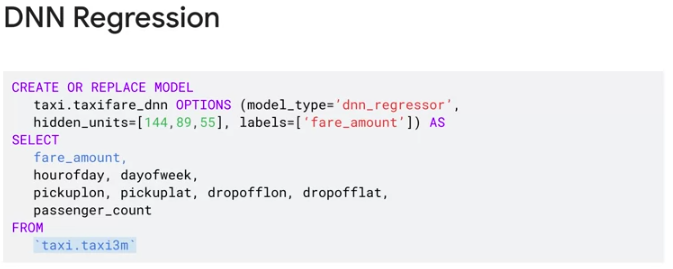 DNN Regression
CREATE OR REPLACE MODEL
taxi.taxifare_dnn OPTIONS (model_type='dnn_regressor',
hidden_units=[144,89,55], labels=['fare_amount']) AS
SELECT
fare_amount,
hourofday, dayofweek,
pickuplon, pickuplat, dropofflon, dropofflat,
passenger_count
FROM
`taxi.taxi3m`